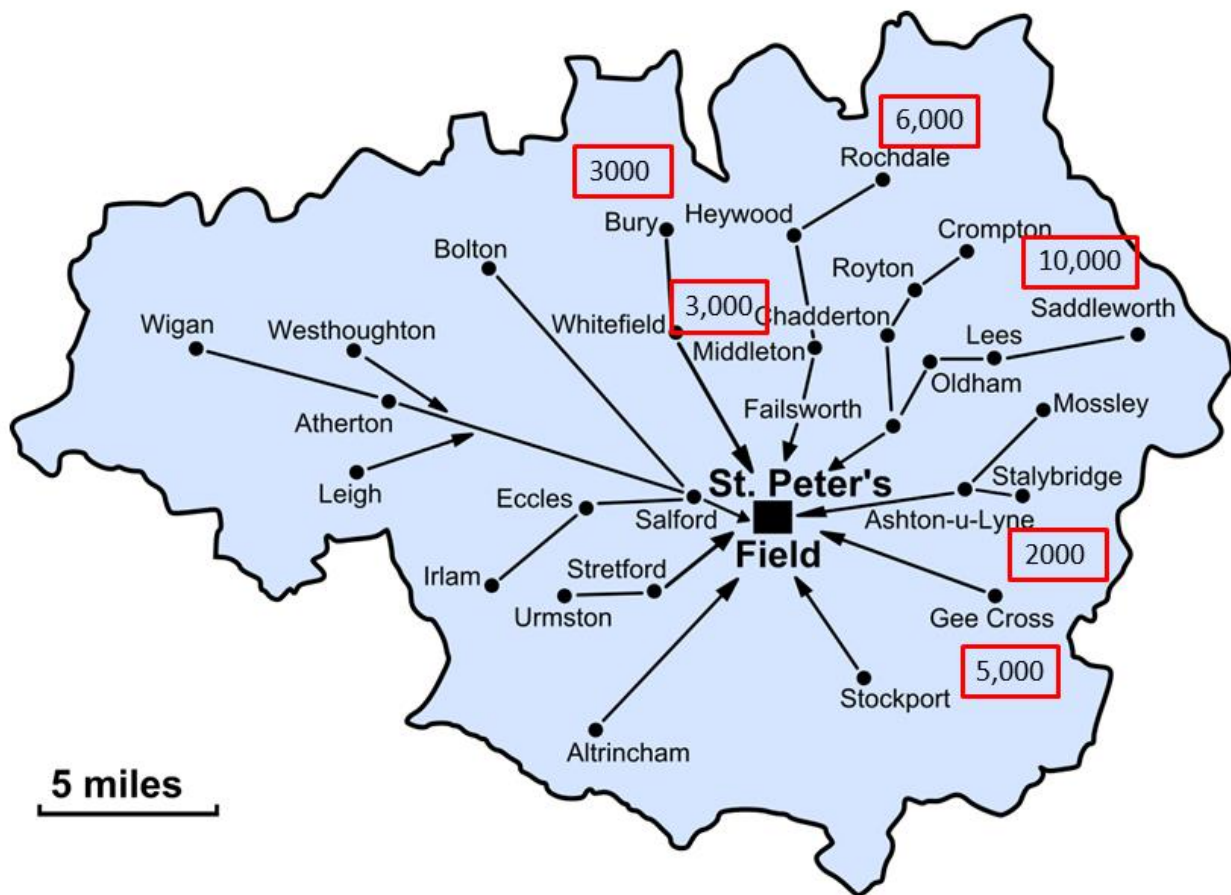 6,000
Rochdale
3000
Bury
Heywood
Crompton
Bolton
Royton
10,000
3,000
Saddleworth
Wigan
Westhoughton
Whitefield
Chadderton
Middleton
Lees
Oldham
Atherton
Failsworth
Mossley
Leigh
St. Peter's
Field
Eccles
Salford
Stalybridge
Ashton-u-Lyne
2000
Irlam
Stretford
Urmston
Gee Cross
5,000
Stockport
Altrincham
5 miles